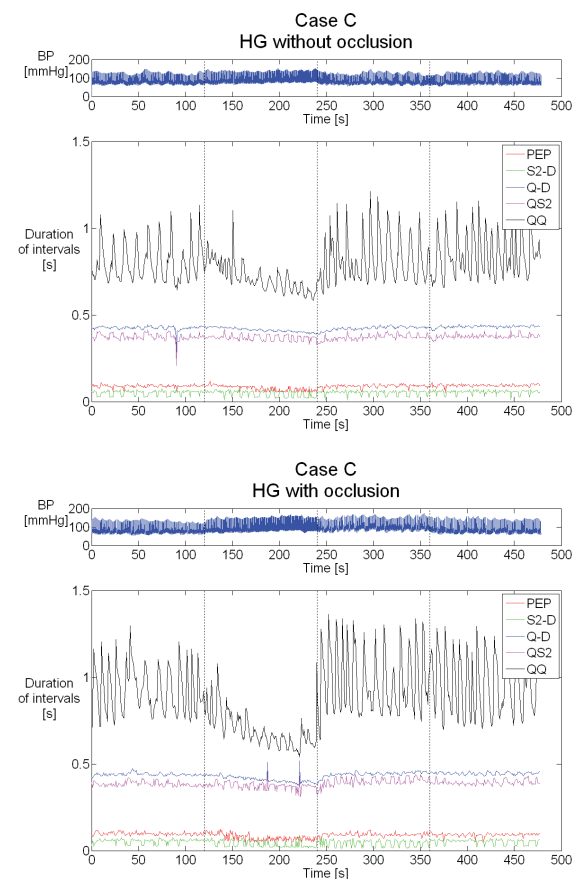 Case C
HG without occlusion
BP
[mmHg]
200
100
0
0 50 100 150 200 250 300 350 400 450 500
Time [s]
Duration
of intervals
[s]
1.5
1
0.5
0
PEP
S2-D
Q-D
QS2
QQ
0 50 100 150 200 250 300 350 400 450 500
Time [s]
Case C
HG with occlusion
BP
[mmHg]
200
100
0
0 50 100 150 200 250 300 350 400 450 500
Time [s]
Duration
of intervals
[s]
1.5
1
0.5
0
PEP
S2-D
Q-D
QS2
QQ
0 50 100 150 200 250 300 350 400 450 500
Time [s]